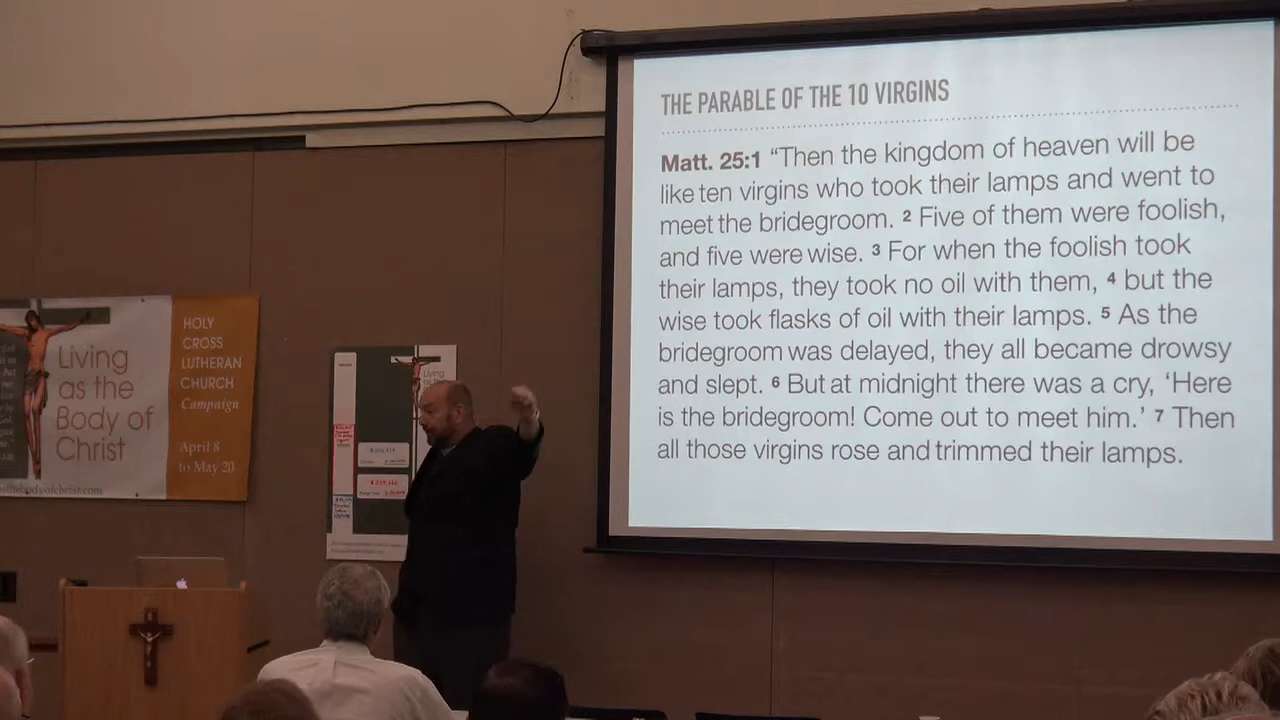 THE PARABLE OF THE 10 VIRGINS
Matt. 25:1 “Then the kingdom of heaven will be
like ten virgins who took their lamps and went to
meet the bridegroom. 2 Five of them were foolish,
and five were wise. 3 For when the foolish took
their lamps, they took no oil with them, 4 but the
wise took flasks of oil with their lamps. 5 As the
bridegroom was delayed, they all became drowsy
and slept. 6 But at midnight there was a cry, ‘Here
is the bridegroom! Come out to meet him.’ 7 Then
all those virgins rose and trimmed their lamps.
Living
as the
Body of
Christ
HOLY
CROSS
LUTHERAN
CHURCH
Campaign
April 8
to May 20
Living